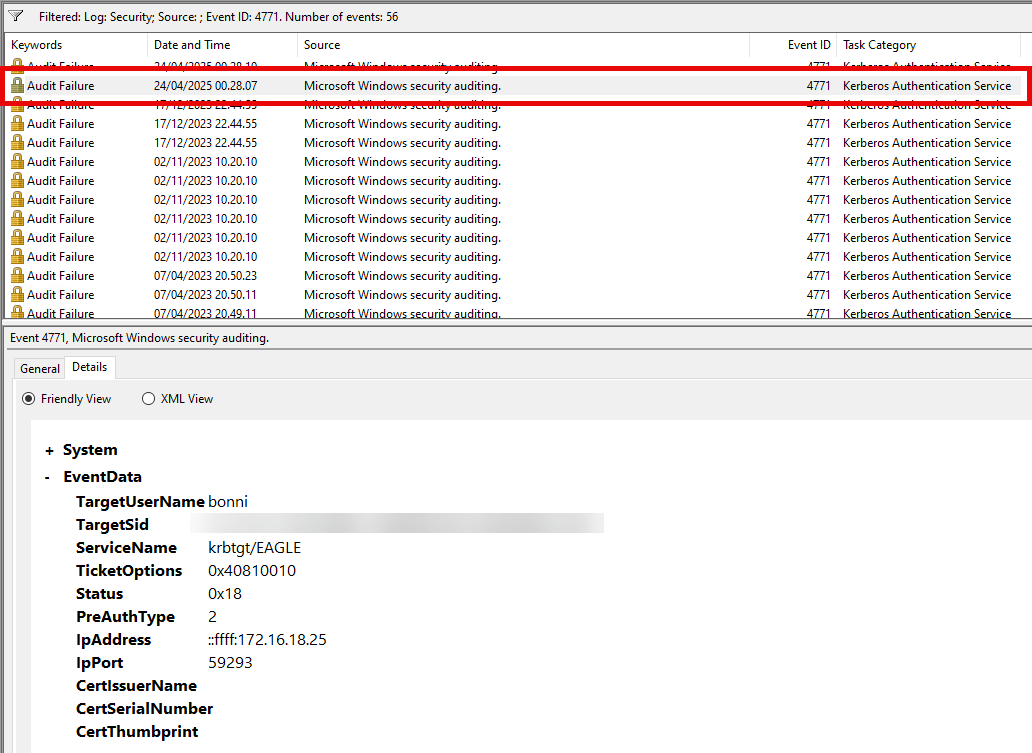 Filtered: Log: Security; Source: ; Event ID: 4771. Number of events: 56
Keywords Date and Time Source Event ID Task Category
Audit Failure 24/04/2025 00.28.10 Microsoft Windows security auditing. 4771 Kerberos Authentication Service
Audit Failure 24/04/2025 00.28.07 Microsoft Windows security auditing. 4771 Kerberos Authentication Service
Audit Failure 17/12/2023 22.44.55 Microsoft Windows security auditing. 4771 Kerberos Authentication Service
Audit Failure 17/12/2023 22.44.55 Microsoft Windows security auditing. 4771 Kerberos Authentication Service
Audit Failure 17/12/2023 22.44.55 Microsoft Windows security auditing. 4771 Kerberos Authentication Service
Audit Failure 02/11/2023 10.20.10 Microsoft Windows security auditing. 4771 Kerberos Authentication Service
Audit Failure 02/11/2023 10.20.10 Microsoft Windows security auditing. 4771 Kerberos Authentication Service
Audit Failure 02/11/2023 10.20.10 Microsoft Windows security auditing. 4771 Kerberos Authentication Service
Audit Failure 02/11/2023 10.20.10 Microsoft Windows security auditing. 4771 Kerberos Authentication Service
Audit Failure 02/11/2023 10.20.10 Microsoft Windows security auditing. 4771 Kerberos Authentication Service
Audit Failure 02/11/2023 10.20.10 Microsoft Windows security auditing. 4771 Kerberos Authentication Service
Audit Failure 07/04/2023 20.50.23 Microsoft Windows security auditing. 4771 Kerberos Authentication Service
Audit Failure 07/04/2023 20.50.11 Microsoft Windows security auditing. 4771 Kerberos Authentication Service
Audit Failure 07/04/2023 20.49.11 Microsoft Windows security auditing. 4771 Kerberos Authentication Service
Event 4771, Microsoft Windows security auditing.
General Details
Friendly View XML View
+ System
- EventData
TargetUserName bonni
TargetSid
ServiceName krbtgt/EAGLE
TicketOptions 0x40810010
Status 0x18
PreAuthType 2
IpAddress ::ffff:172.16.18.25
IpPort 59293
CertIssuerName
CertSerialNumber
CertThumbprint